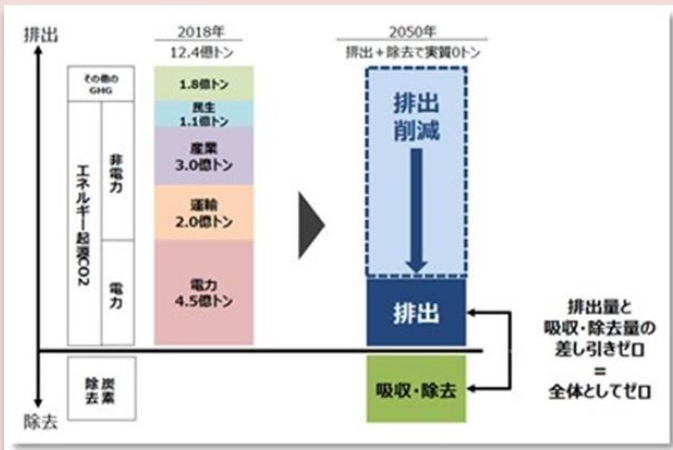 排出
2018年
12.4億トン
2050年
排出+除去で実質0トン
その他の
GHG
1.8億トン
民生
1.1億トン
産業
3.0億トン
運輸
2.0億トン
電力
4.5億トン
エネルギー起源CO2
非電力
電力
排出
削減
排出
吸収・除去
排出量と
吸収・除去量の
差し引きゼロ
=
全体としてゼロ
炭素
除去
除去